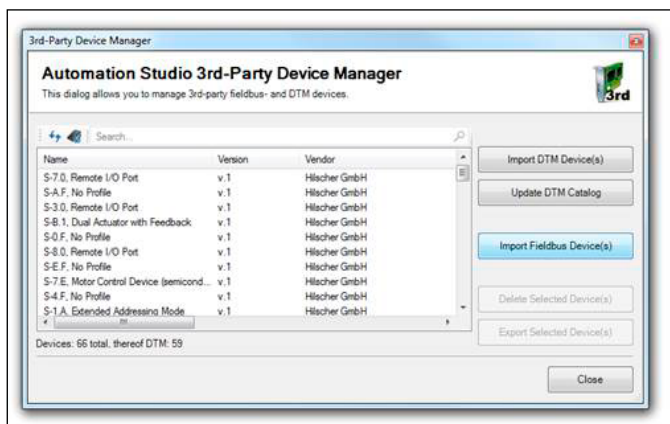 3rd-Party Device Manager
Automation Studio 3rd-Party Device Manager
This dialog allows you to manage 3rd-party fieldbus- and DTM devices.
3rd
Search...
Name Version Vendor
S-7.0, Remote I/O Port v.1 Hilscher GmbH
S-A.F, No Profile v.1 Hilscher GmbH
S-3.0, Remote I/O Port v.1 Hilscher GmbH
S-B.1, Dual Actuator with Feedback v.1 Hilscher GmbH
S-0.F, No Profile v.1 Hilscher GmbH
S-8.0, Remote I/O Port v.1 Hilscher GmbH
S-E.F, No Profile v.1 Hilscher GmbH
S-7.E, Motor Control Device (semicond... v.1 Hilscher GmbH
S-4.F, No Profile v.1 Hilscher GmbH
S-1.A, Extended Addressing Mode v.1 Hilscher GmbH
Devices: 66 total, thereof DTM: 59
Import DTM Device(s)
Update DTM Catalog
Import Fieldbus Device(s)
Delete Selected Device(s)
Export Selected Device(s)
Close